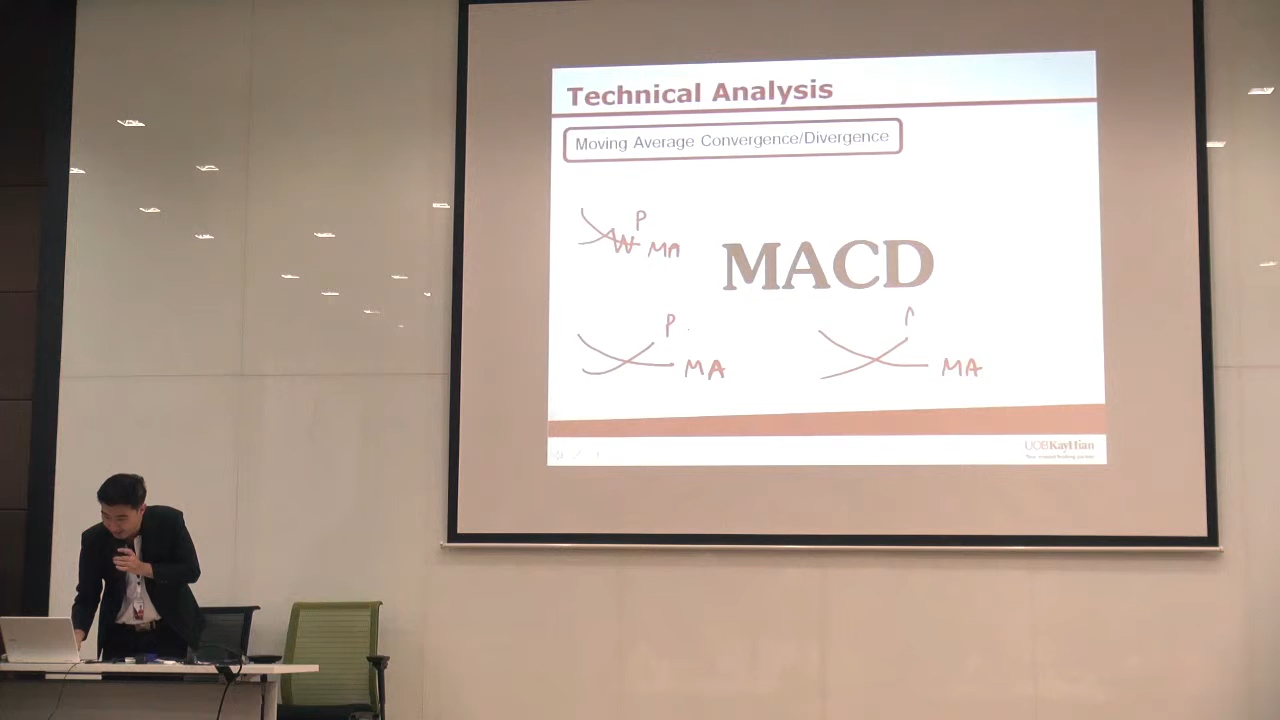 Technical Analysis
Moving Average Convergence/Divergence
P
MA
MACD
P
MA
MA
UOBKayHian